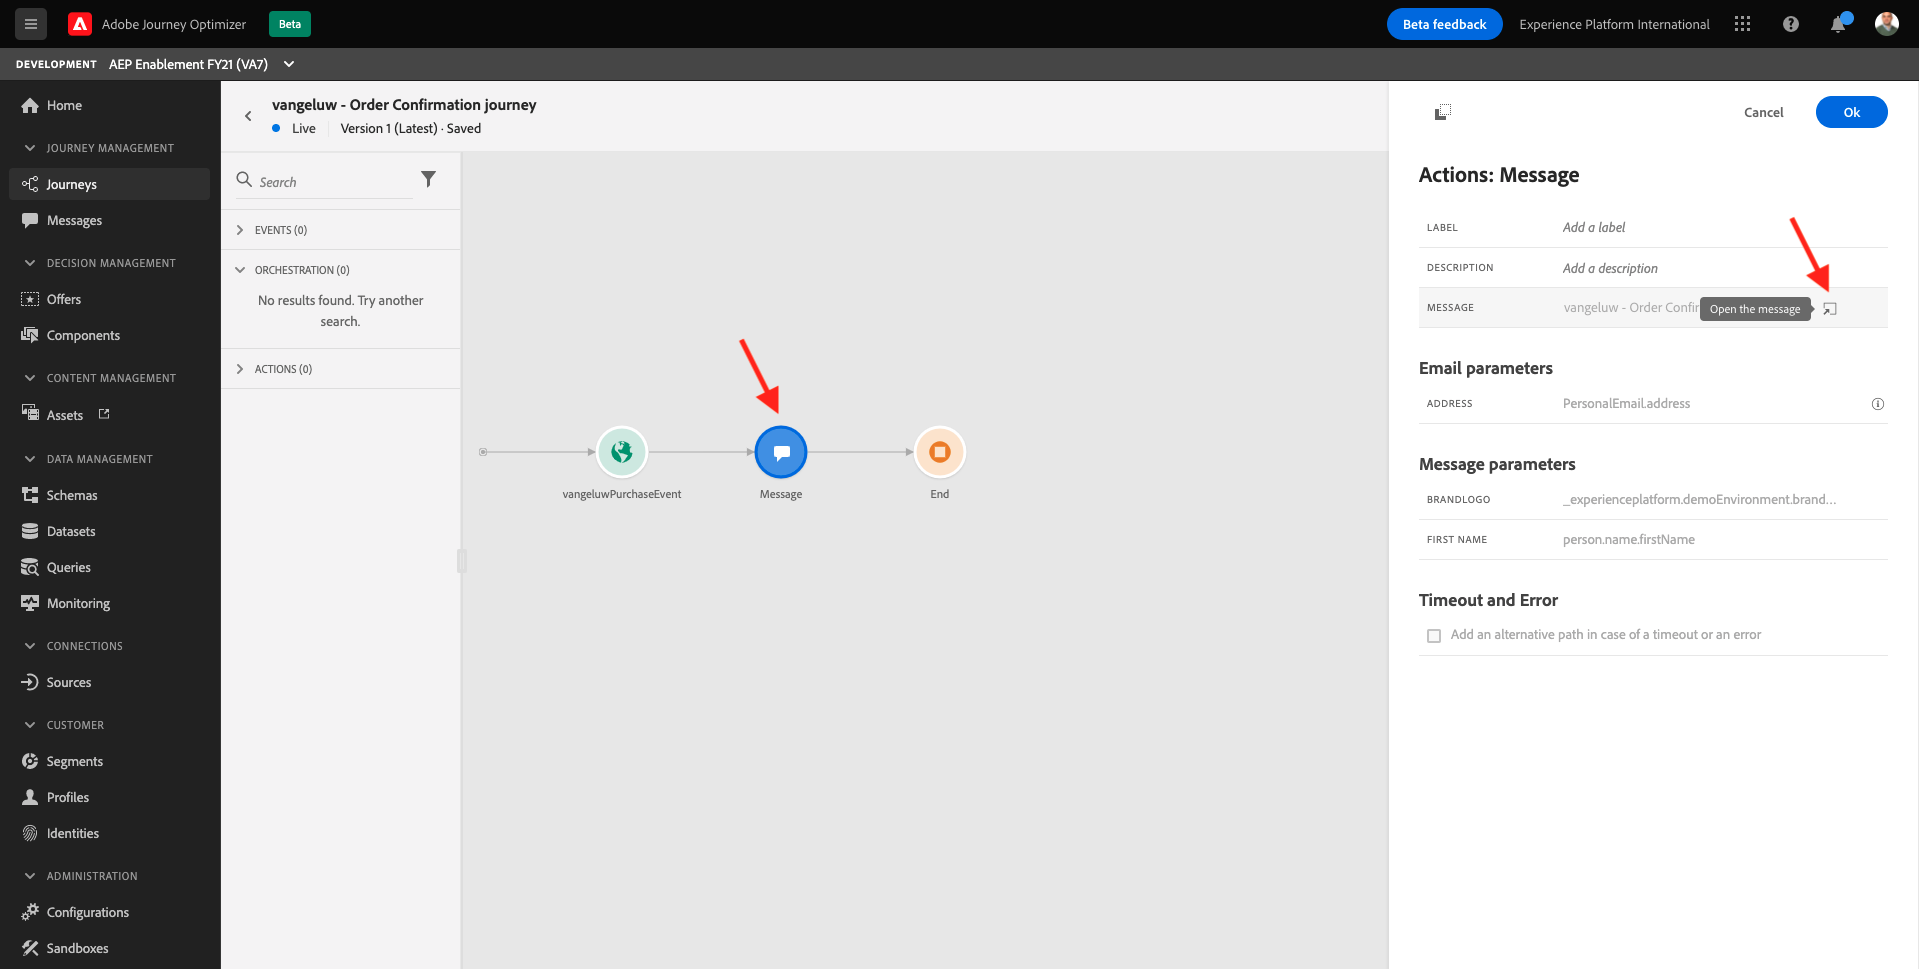 Adobe Journey Optimizer
Beta
Beta feedback
Experience Platform International
DEVELOPMENT
AEP Enablement FY21 (VA7)
Home
JOURNEY MANAGEMENT
Journeys
Messages
DECISION MANAGEMENT
Offers
Components
CONTENT MANAGEMENT
Assets
DATA MANAGEMENT
Schemas
Datasets
Queries
Monitoring
CONNECTIONS
Sources
CUSTOMER
Segments
Profiles
Identities
ADMINISTRATION
Configurations
Sandboxes
vangeluw - Order Confirmation journey
Live
Version 1 (Latest) · Saved
Search
EVENTS (0)
ORCHESTRATION (0)
No results found. Try another
search.
ACTIONS (0)
vangeluwPurchaseEvent
Message
End
Cancel
Ok
Actions: Message
LABEL
Add a label
DESCRIPTION
Add a description
MESSAGE
vangeluw - Order Confir
Open the message
Email parameters
ADDRESS
PersonalEmail.address
Message parameters
BRANDLOGO
_experienceplatform.demoEnvironment.brand...
FIRST NAME
person.name.firstName
Timeout and Error
Add an alternative path in case of a timeout or an error